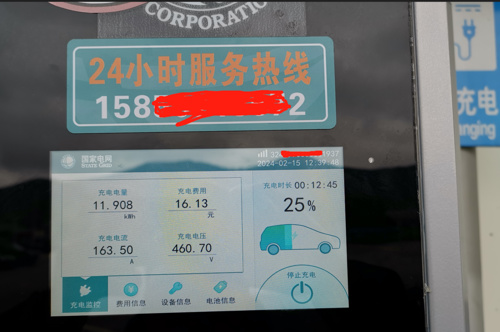 CORPORATION
24小时服务热线
158 2
充电
国家电网
32 937
2024-02-15 12:39:48
充电电量
11.908
kWh
充电费用
16.13
元
充电时长 00:12:45
25%
充电电流
163.50
A
充电电压
460.70
V
停止充电
充电监控
费用信息
设备信息
电池信息